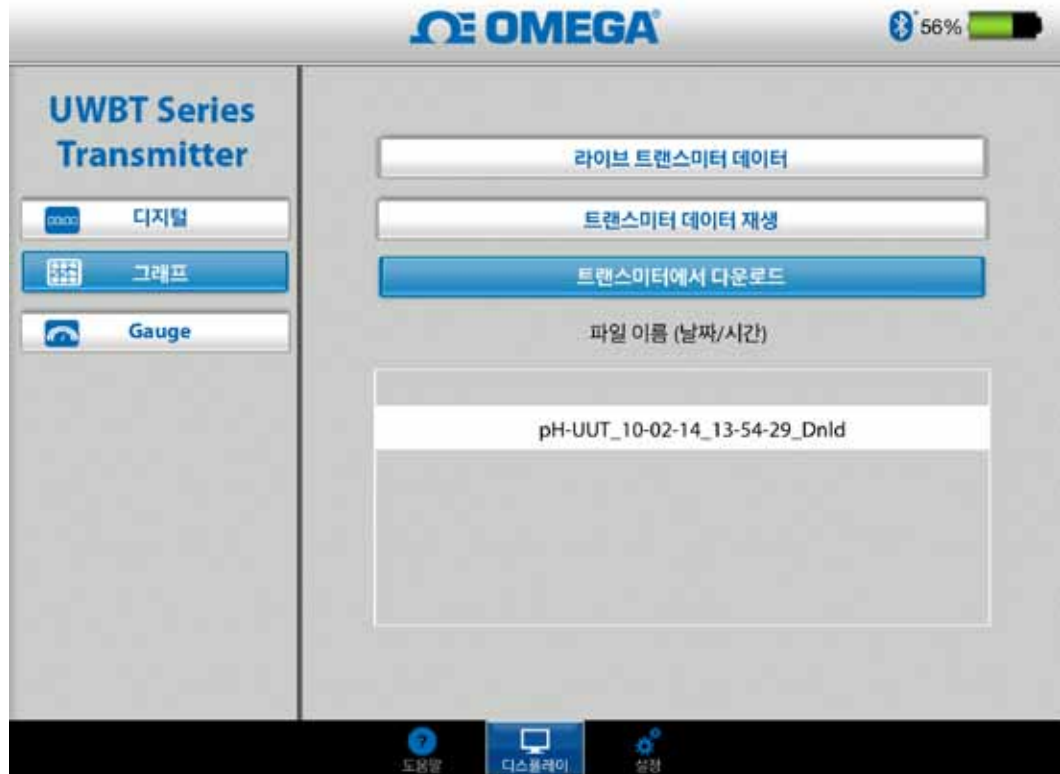 OMEGA
56%
UWBT Series
Transmitter
디지털
그래프
Gauge
라이브 트랜스미터 데이터
트랜스미터 데이터 재생
트랜스미터에서 다운로드
파일 이름 (날짜/시간)
pH-UUT_10-02-14_13-54-29_Dnld
도움말
디스플레이
설정